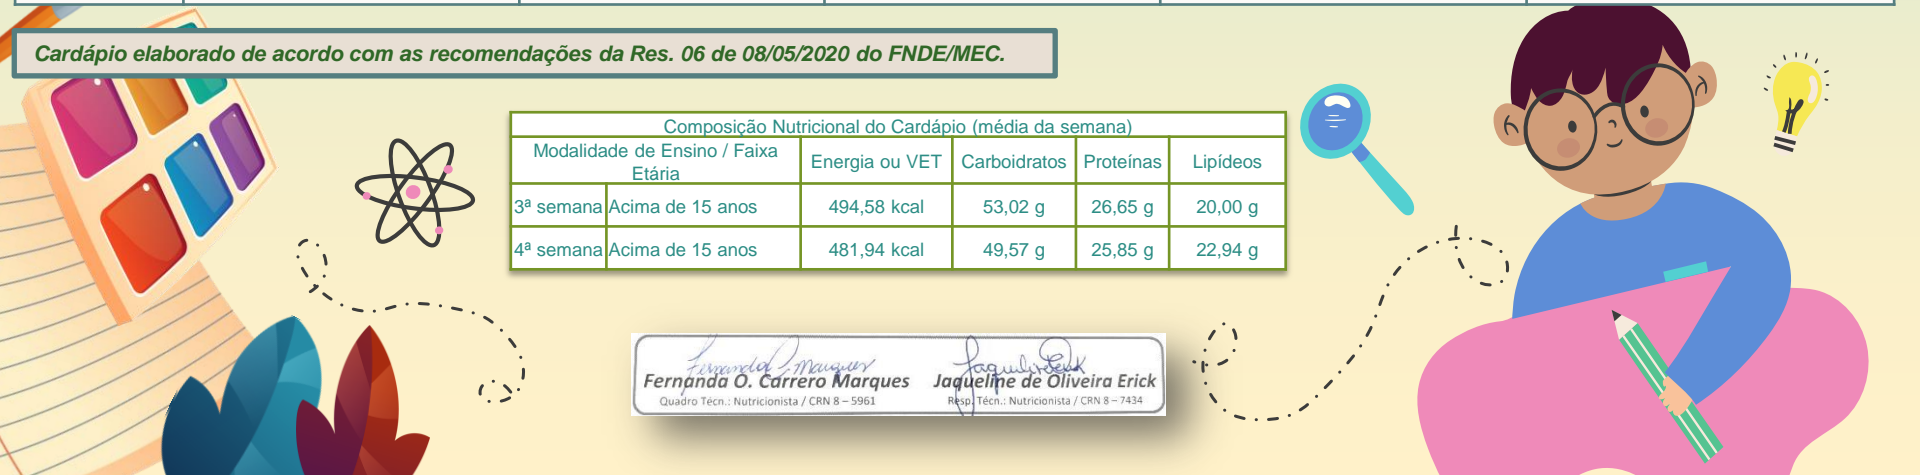 Cardápio elaborado de acordo com as recomendações da Res. 06 de 08/05/2020 do FNDE/MEC.
Composição Nutricional do Cardápio (média da semana)
Modalidade de Ensino / Faixa
Etária
Energia ou VET
Carboidratos
Proteínas
Lipídeos
3ª semana Acima de 15 anos 494,58 kcal 53,02 g 26,65 g 20,00 g
4ª semana Acima de 15 anos 481,94 kcal 49,57 g 25,85 g 22,94 g
Fernanda O. Carrero Marques Jaqueline de Oliveira Erick
Quadro Técn.: Nutricionista / CRN 8 – 5961 Resp. Técn.: Nutricionista / CRN 8 – 7434